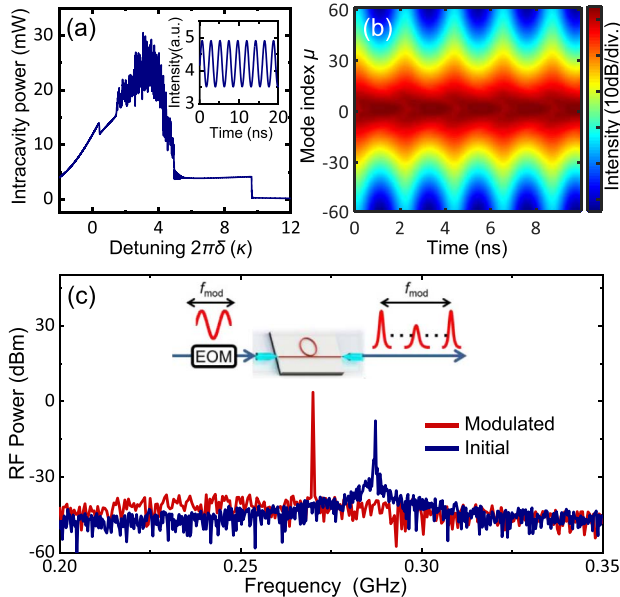 (a)
Intracavity power (mW)
30
20
10
0
0
4
8
12
Detuning 2πδ (κ)
Intensity(a.u.)
5
4
3
0
10
20
Time (ns)
(b)
Mode index μ
60
30
0
-30
-60
0
2
4
6
8
Time (ns)
Intensity (10dB/div.)
(c)
RF Power (dBm)
30
0
-30
-60
0.20
0.25
0.30
0.35
Frequency (GHz)
fmod
EOM
fmod
Modulated
Initial